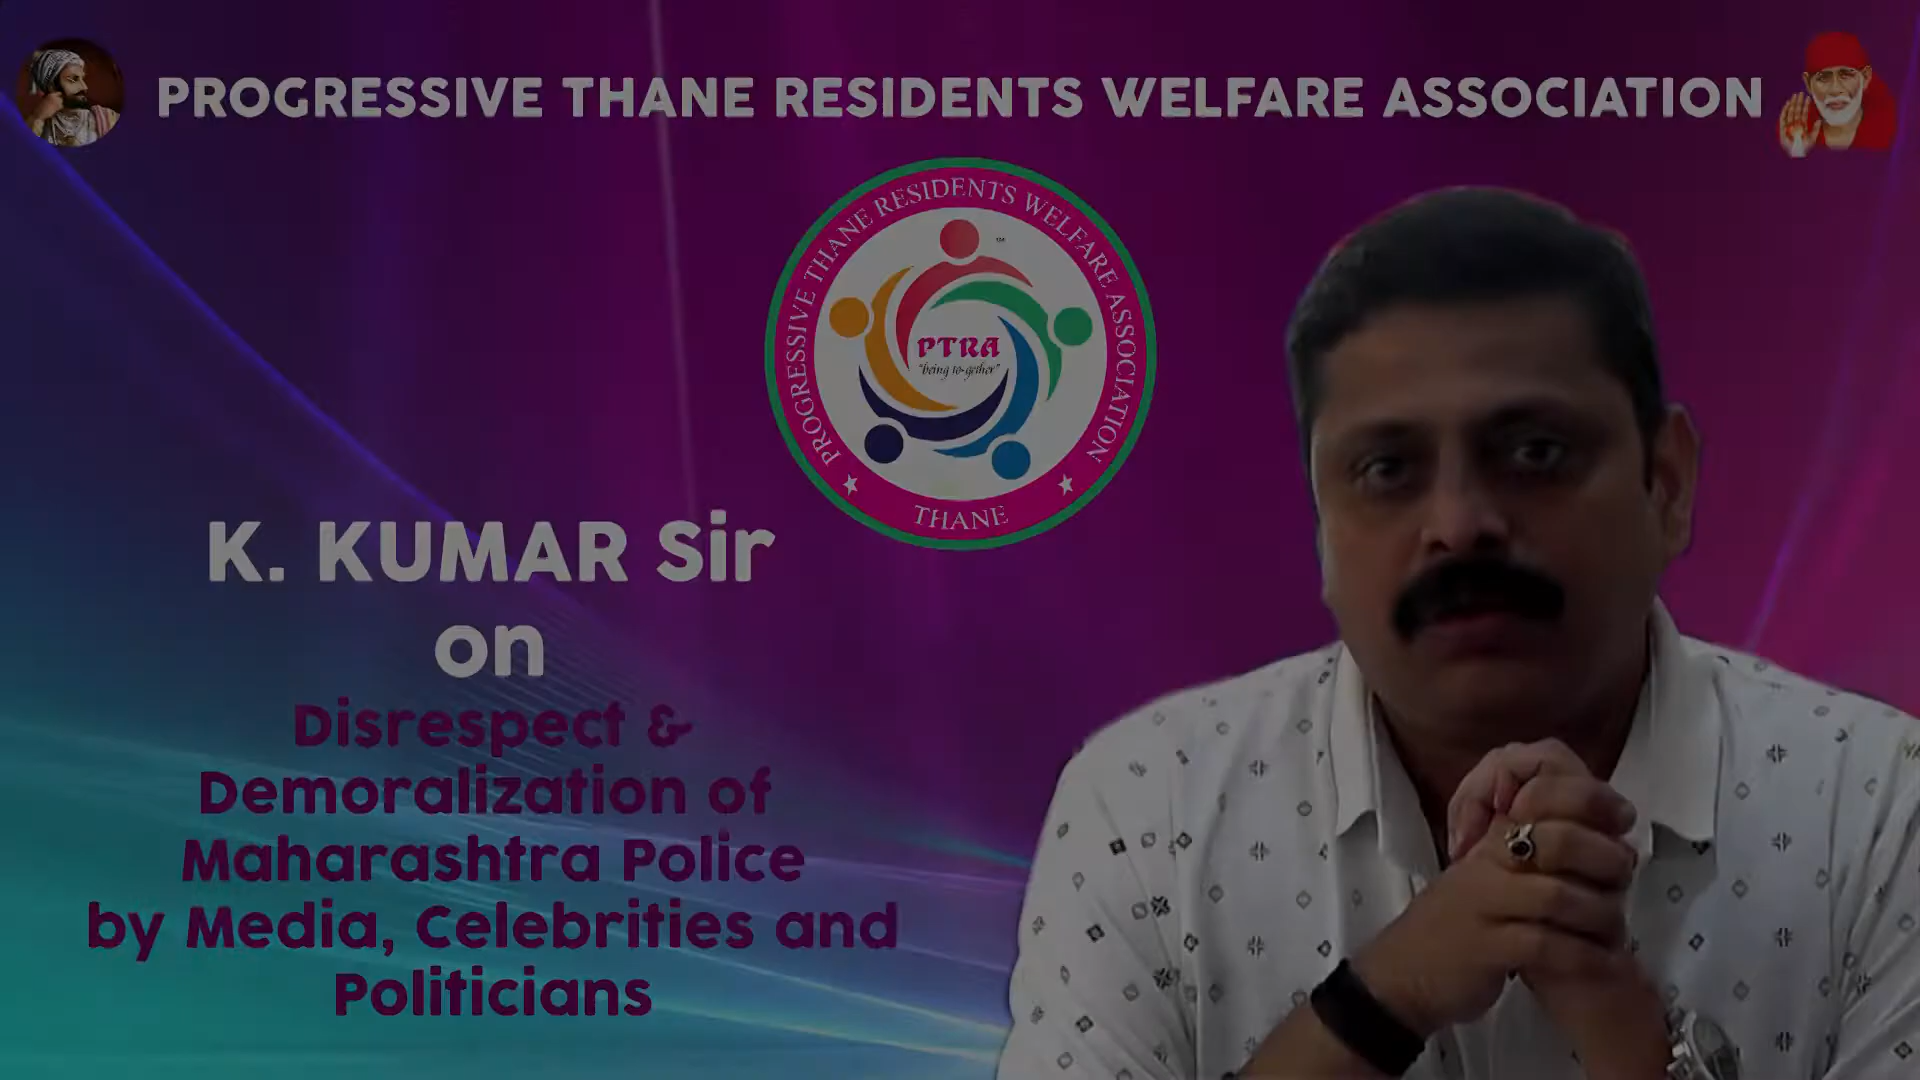 PROGRESSIVE THANE RESIDENTS WELFARE ASSOCIATION
PROGRESSIVE THANE RESIDENTS WELFARE ASSOCIATION
PTRA
"being to-gether"
THANE
K. KUMAR Sir
on
Disrespect &
Demoralization of
Maharashtra Police
by Media, Celebrities and
Politicians